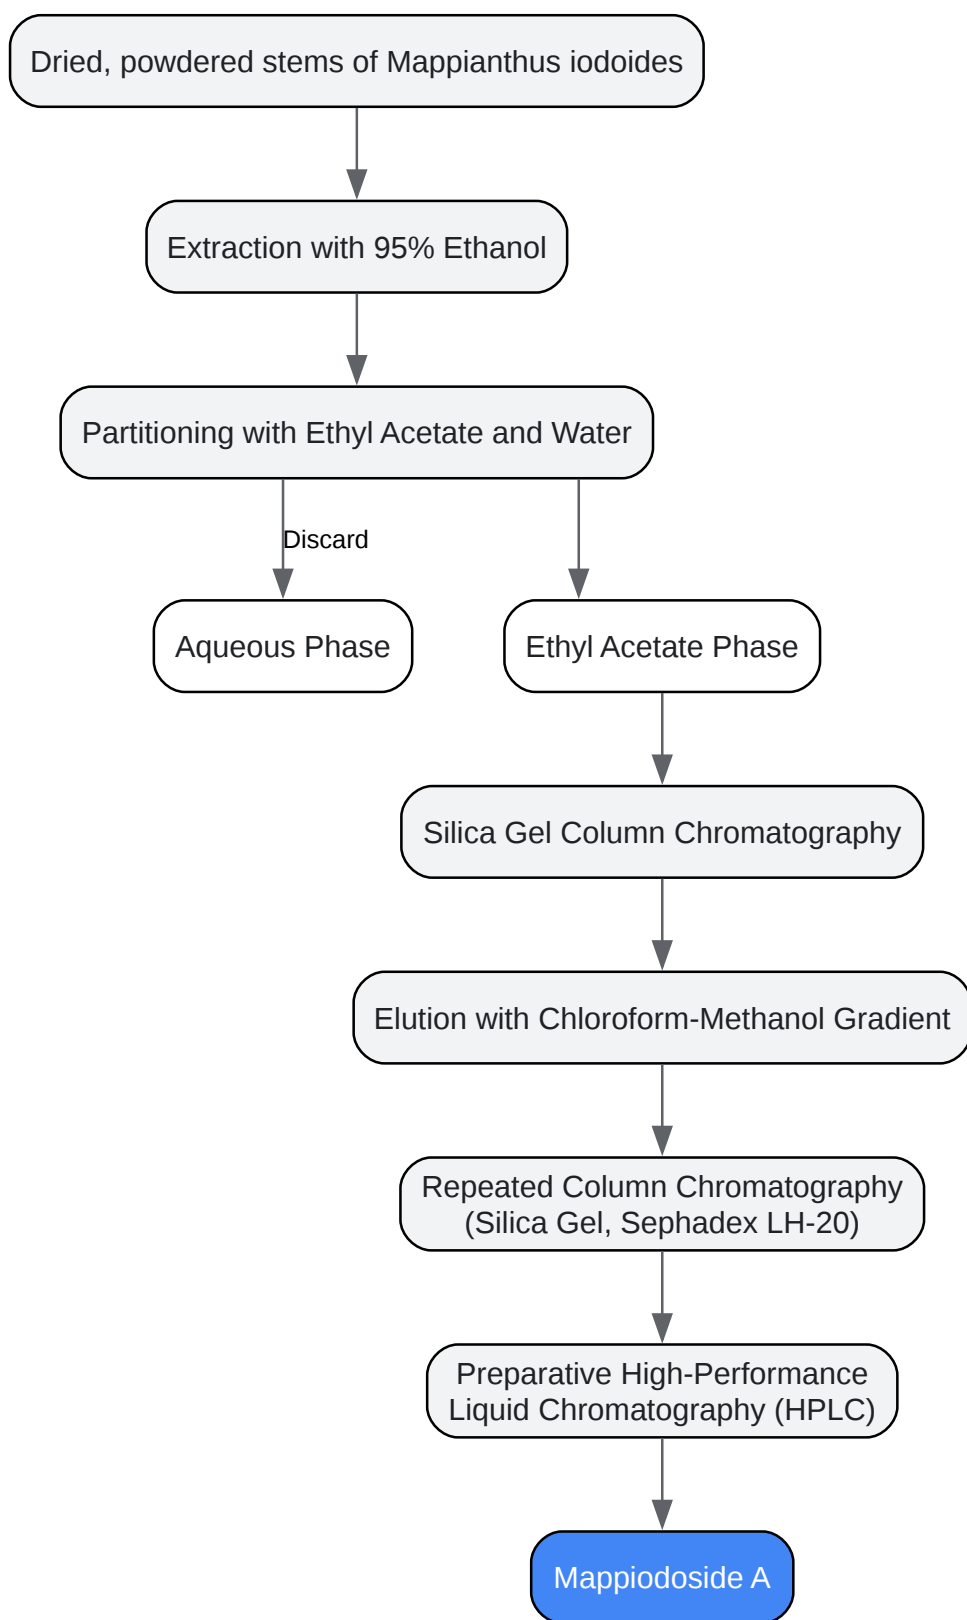 Dried, powdered stems of Mappianthus iodoides
Extraction with 95% Ethanol
Partitioning with Ethyl Acetate and Water
Discard
Aqueous Phase
Ethyl Acetate Phase
Silica Gel Column Chromatography
Elution with Chloroform-Methanol Gradient
Repeated Column Chromatography
(Silica Gel, Sephadex LH-20)
Preparative High-Performance
Liquid Chromatography (HPLC)
Mappiodoside A